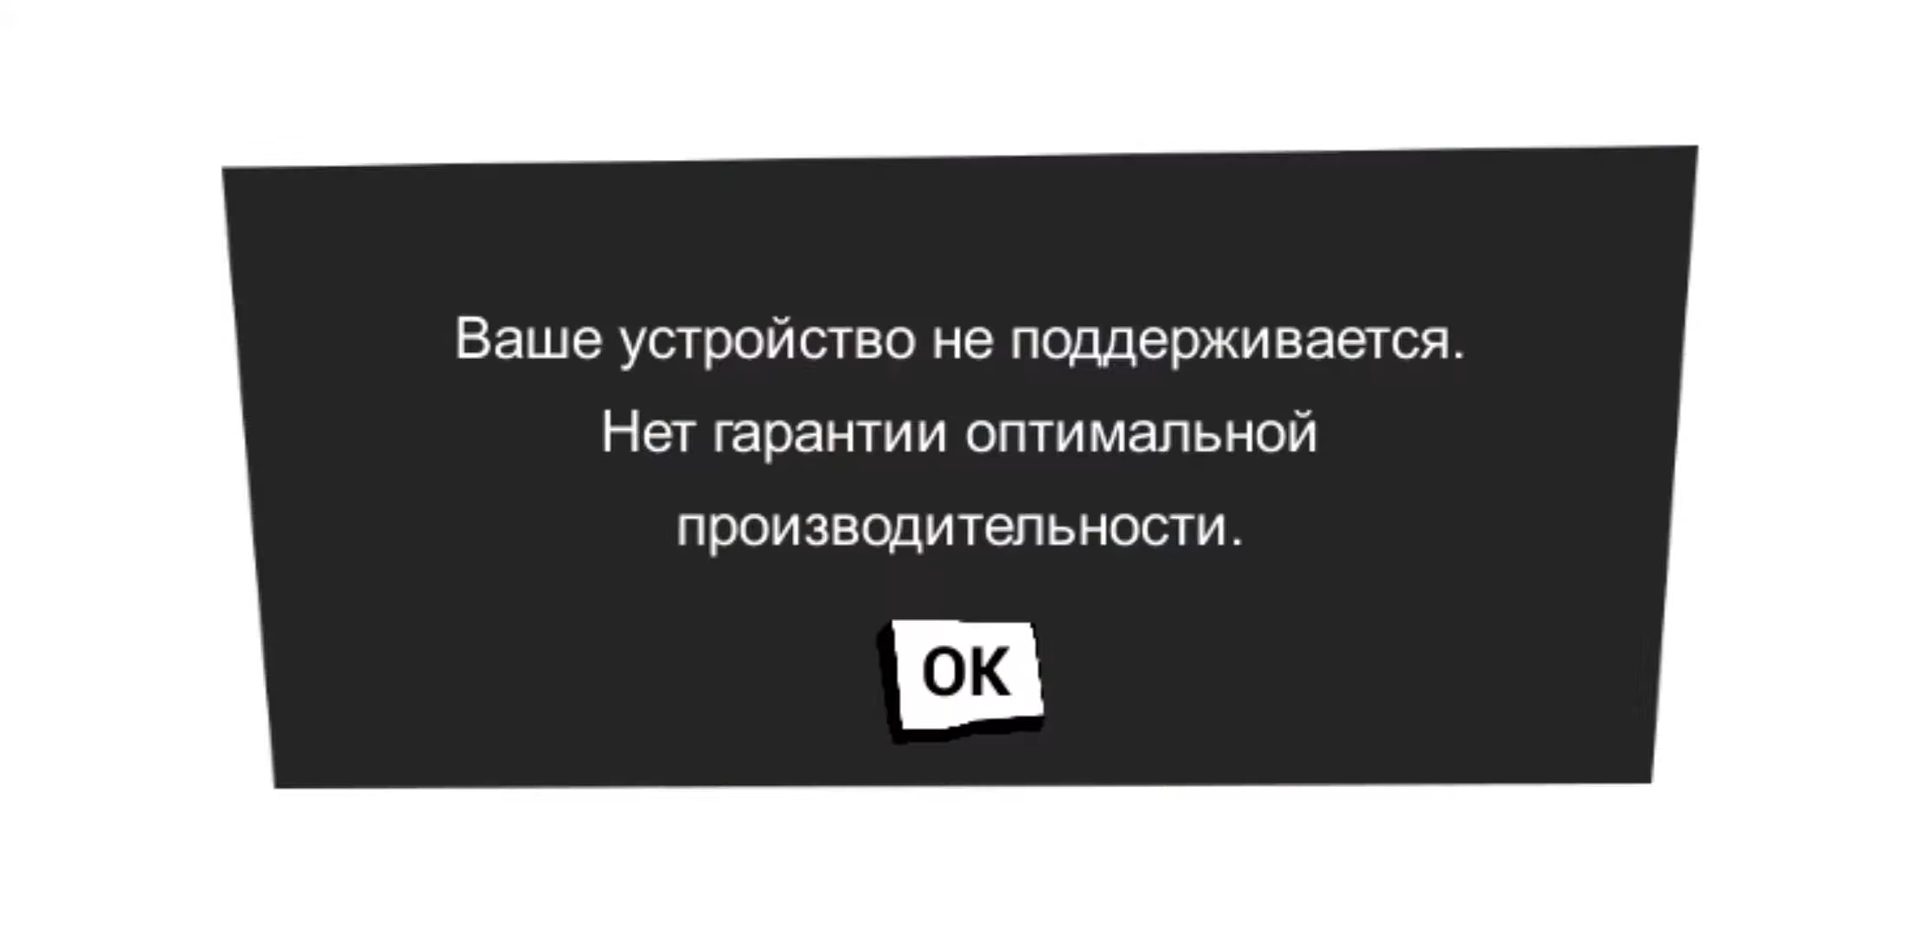 Ваше устройство не поддерживается.
Нет гарантии оптимальной
производительности.
OK